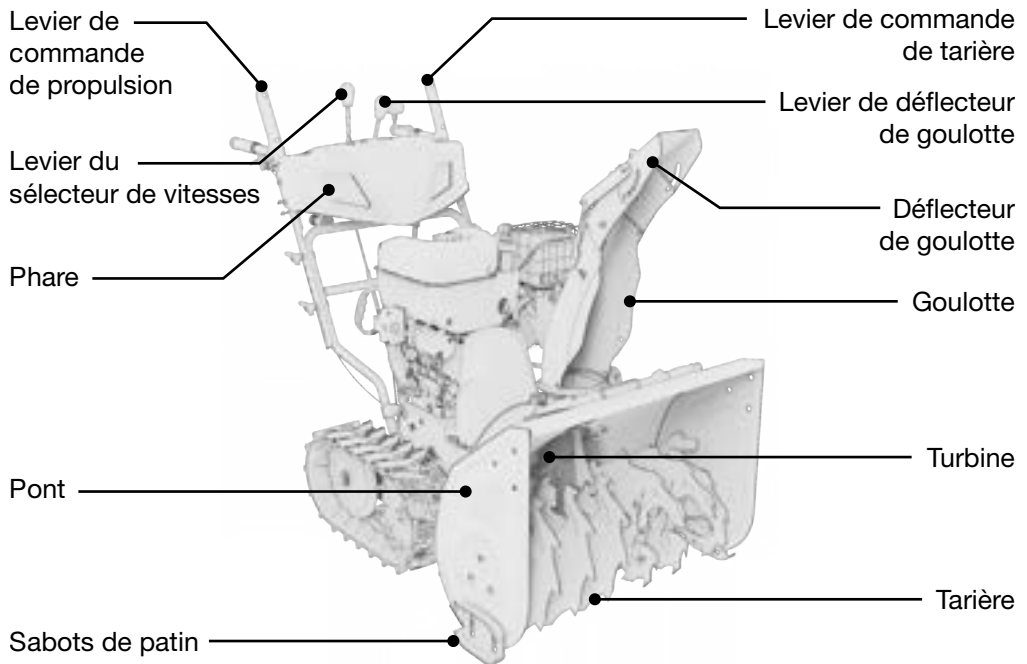 Levier de
commande
de propulsion
Levier du
sélecteur de vitesses
Phare
Pont
Sabots de patin
Levier de commande
de tarière
Levier de déflecteur
de goulotte
Déflecteur
de goulotte
Goulotte
Turbine
Tarière